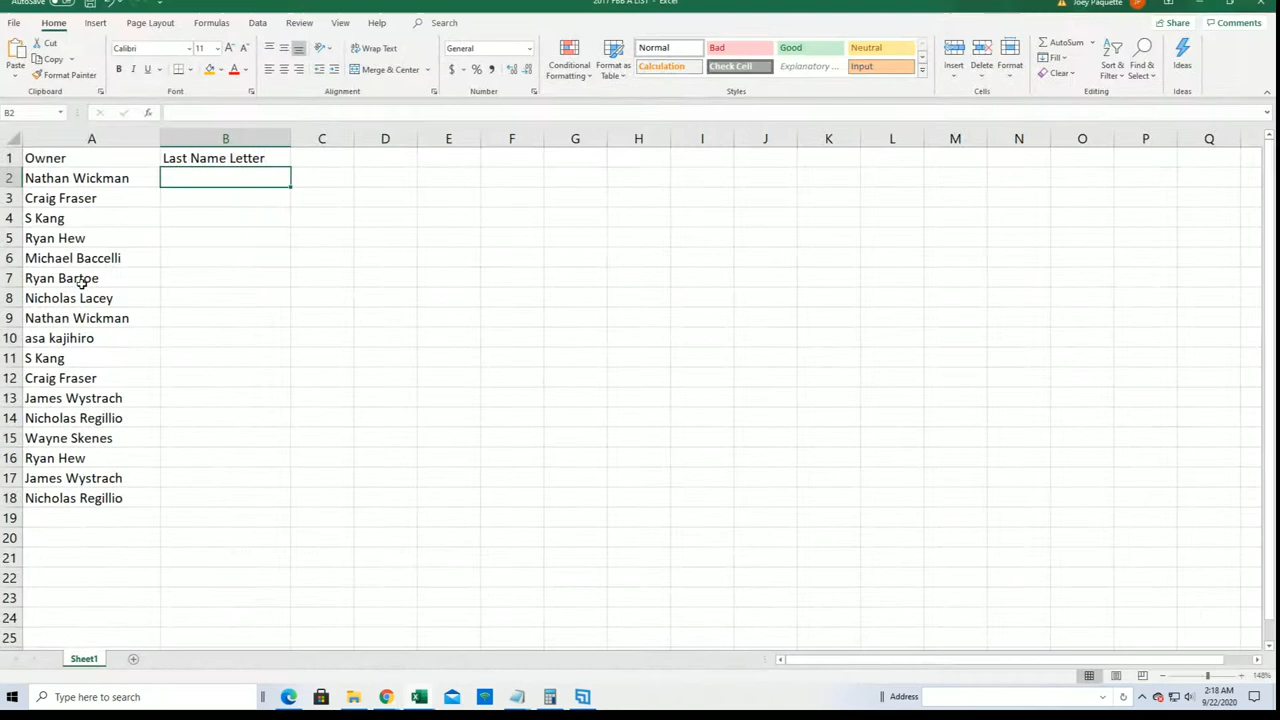 AutoSave Off 2017 FBB A LIST - Excel Joey Paquette JP
File Home Insert Page Layout Formulas Data Review View Help Search Share Comments
Paste Cut Copy Format Painter Clipboard
Calibri 11 A A B I U A Font
Wrap Text Merge & Center Alignment
General $ % , Number
Conditional Formatting Format as Table Normal Bad Good Neutral Calculation Check Cell Explanatory ... Input Styles
Insert Delete Format Cells
AutoSum Fill Clear Sort & Filter Find & Select Editing
Ideas Ideas
B2 fx
A B C D E F G H I J K L M N O P Q
1 Owner Last Name Letter
2 Nathan Wickman
3 Craig Fraser
4 S Kang
5 Ryan Hew
6 Michael Baccelli
7 Ryan Bartoe
8 Nicholas Lacey
9 Nathan Wickman
10 asa kajihiro
11 S Kang
12 Craig Fraser
13 James Wystrach
14 Nicholas Regillio
15 Wayne Skenes
16 Ryan Hew
17 James Wystrach
18 Nicholas Regillio
19
20
21
22
23
24
25
Sheet1
148%
Type here to search Address 2:18 AM
9/22/2020